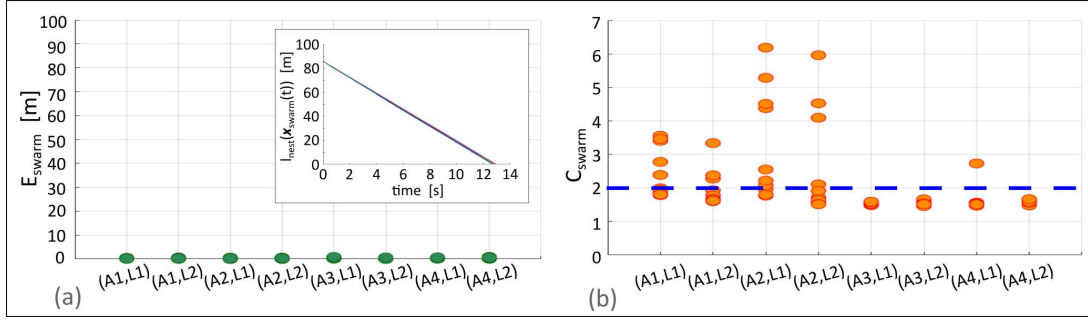 100
90
80
70
60
50
40
30
20
10
0
E_swarm [m]
(A1,L1) (A1,L2) (A2,L1) (A2,L2) (A3,L1) (A3,L2) (A4,L1) (A4,L2)
(a)
100
80
60
40
20
0
I_nest(x_swarm(t)) [m]
0 2 4 6 8 10 12 14
time [s]
7
6
5
4
3
2
1
0
C_swarm
(A1,L1) (A1,L2) (A2,L1) (A2,L2) (A3,L1) (A3,L2) (A4,L1) (A4,L2)
(b)